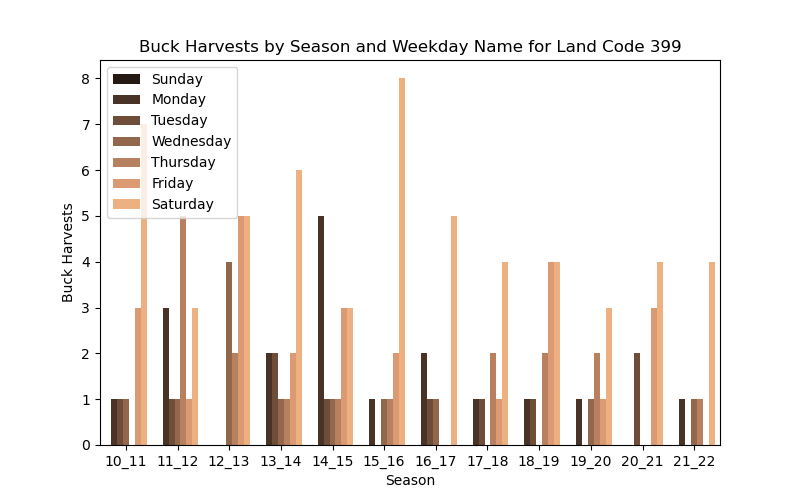 Buck Harvests by Season and Weekday Name for Land Code 399
Buck Harvests
8
7
6
5
4
3
2
1
0
Sunday
Monday
Tuesday
Wednesday
Thursday
Friday
Saturday
10_11 11_12 12_13 13_14 14_15 15_16 16_17 17_18 18_19 19_20 20_21 21_22
Season